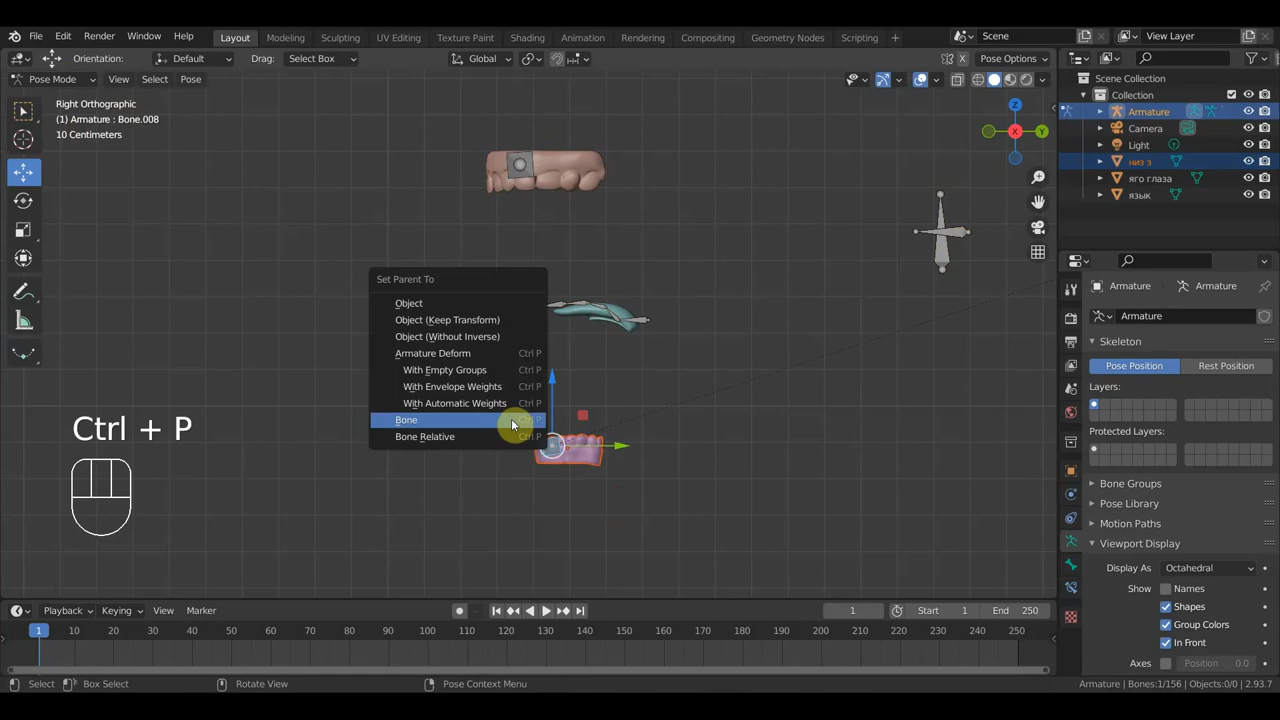 File Edit Render Window Help Layout Modeling Sculpting UV Editing Texture Paint Shading Animation Rendering Compositing Geometry Nodes Scripting + Scene View Layer
Orientation: Default Drag: Select Box Global Pose Options
Pose Mode View Select Pose X
Right Orthographic
(1) Armature : Bone.008
10 Centimeters
Z
X
Y
Scene Collection
Collection
Armature
Camera
Light
низ з
яго глаза
язык
Set Parent To
Object
Object (Keep Transform)
Object (Without Inverse)
Armature Deform Ctrl P
With Empty Groups Ctrl P
With Envelope Weights Ctrl P
With Automatic Weights Ctrl P
Bone Ctrl P
Bone Relative Ctrl P
Ctrl + P
Armature Armature
Armature
Skeleton
Pose Position Rest Position
Layers:
Protected Layers:
Bone Groups
Pose Library
Motion Paths
Viewport Display
Display As Octahedral
Show Names
Shapes
Group Colors
In Front
Axes Position 0.0
Playback Keying View Marker 1 Start 1 End 250
1 10 20 30 40 50 60 70 80 90 100 110 120 130 140 150 160 170 180 190 200 210 220 230 240 250
Select Box Select Rotate View Pose Context Menu Armature | Bones:1/156 | Objects:0/0 | 2.93.7